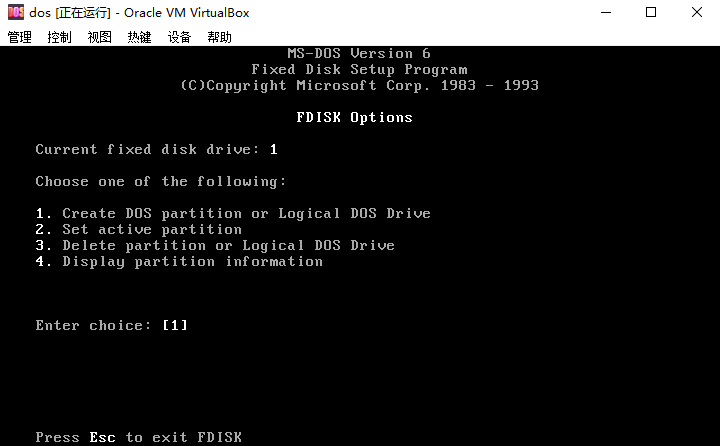 dos [正在运行] - Oracle VM VirtualBox
管理 控制 视图 热键 设备 帮助
MS-DOS Version 6
Fixed Disk Setup Program
(C)Copyright Microsoft Corp. 1983 - 1993
FDISK Options
Current fixed disk drive: 1
Choose one of the following:
1. Create DOS partition or Logical DOS Drive
2. Set active partition
3. Delete partition or Logical DOS Drive
4. Display partition information
Enter choice: [1]
Press Esc to exit FDISK